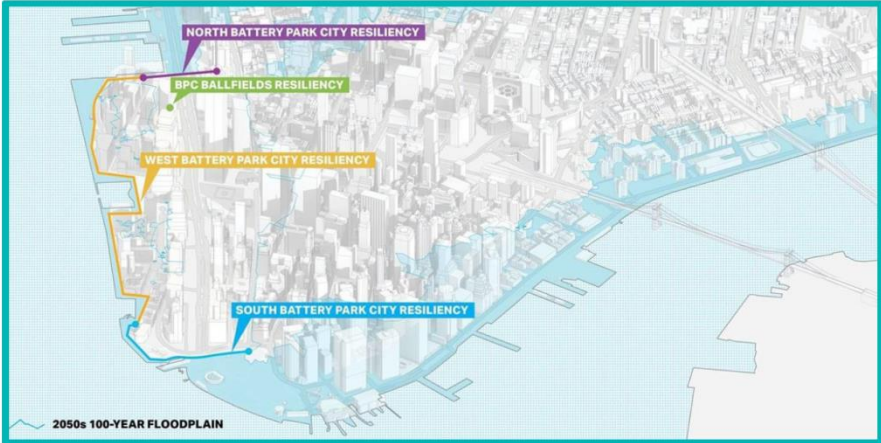 NORTH BATTERY PARK CITY RESILIENCY
BPC BALLFIELDS RESILIENCY
WEST BATTERY PARK CITY RESILIENCY
SOUTH BATTERY PARK CITY RESILIENCY
2050s 100-YEAR FLOODPLAIN